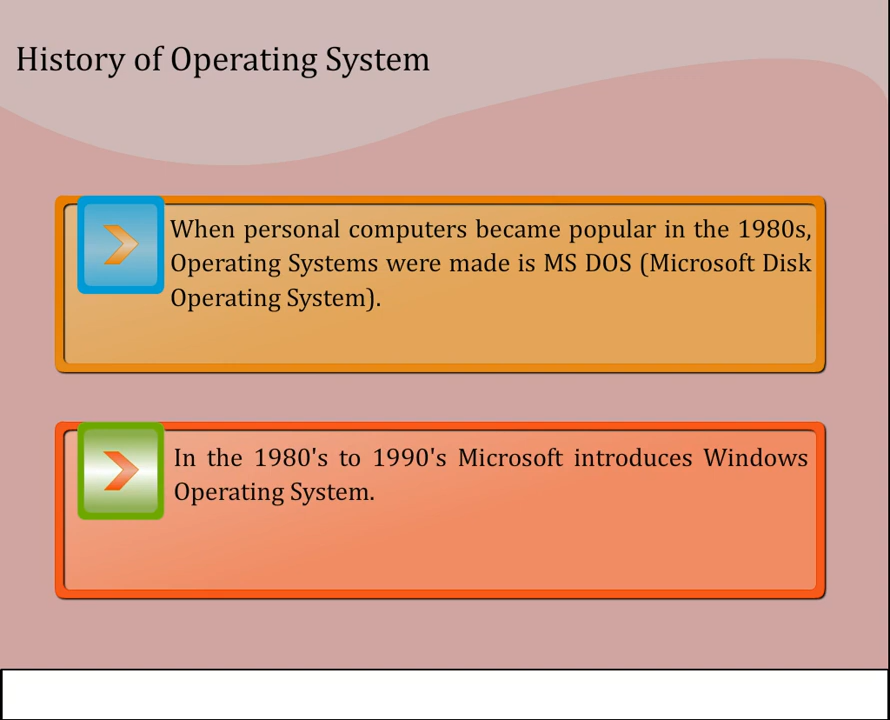 History of Operating System
When personal computers became popular in the 1980s,
Operating Systems were made is MS DOS (Microsoft Disk
Operating System).
In the 1980's to 1990's Microsoft introduces Windows
Operating System.